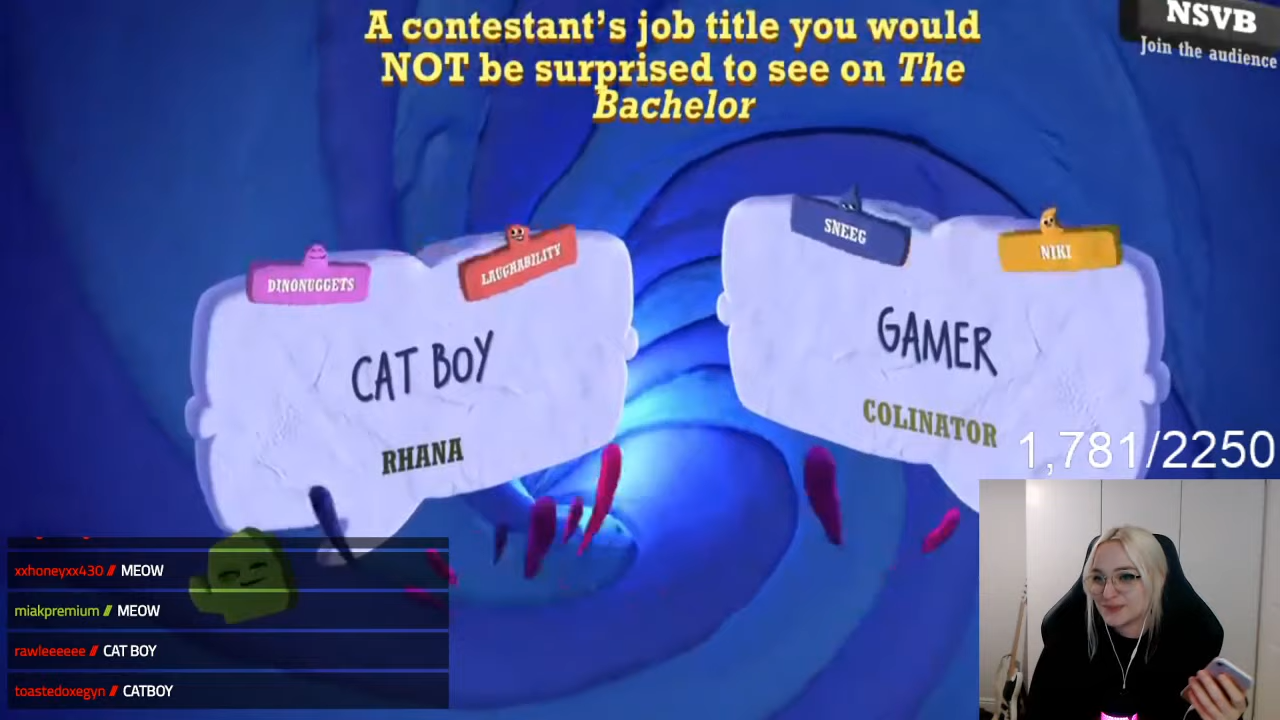 A contestant's job title you would
NOT be surprised to see on The
Bachelor
NSVB
Join the audience
DINONUGGETS
LAUGHABILITY
CAT BOY
RHANA
SNEEG
NIKI
GAMER
COLINATOR
1,781/2250
xxhoneyxx430 // MEOW
miakpremium // MEOW
rawleeeeee // CAT BOY
toastedoxegyn // CATBOY